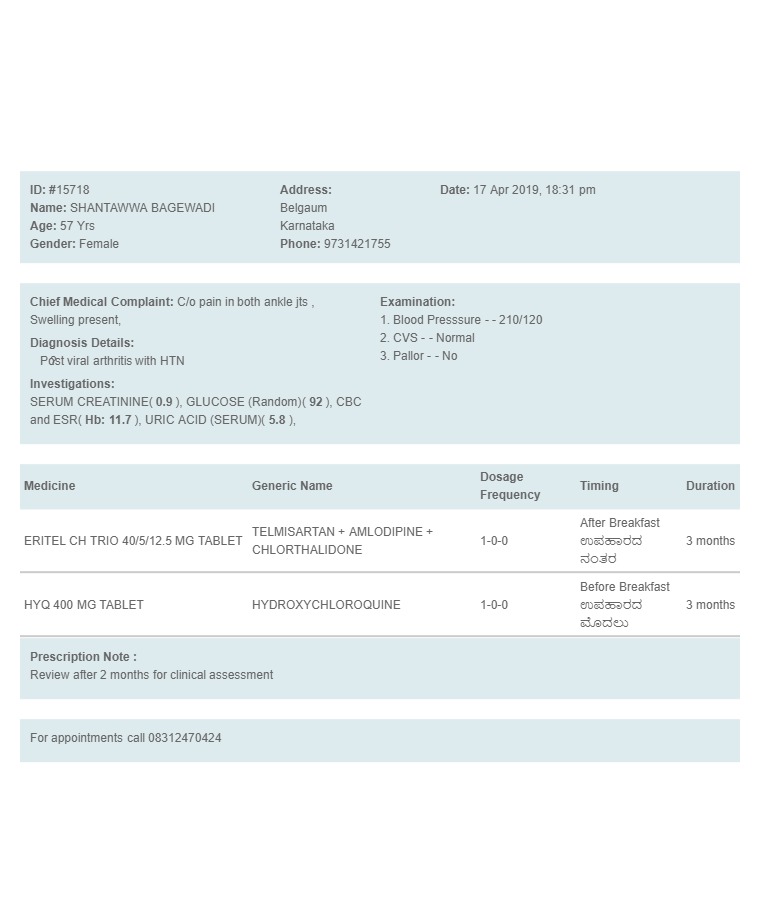 ID: #15718
Name: SHANTAWWA BAGEWADI
Age: 57 Yrs
Gender: Female
Address:
Belgaum
Karnataka
Phone: 9731421755
Date: 17 Apr 2019, 18:31 pm
Chief Medical Complaint: C/o pain in both ankle jts ,
Swelling present,
Diagnosis Details:
Post viral arthritis with HTN
Investigations:
SERUM CREATININE( 0.9 ), GLUCOSE (Random)( 92 ), CBC
and ESR( Hb: 11.7 ), URIC ACID (SERUM)( 5.8 ),
Examination:
1. Blood Presssure - - 210/120
2. CVS - - Normal
3. Pallor - - No
Medicine Generic Name Dosage Frequency Timing Duration
ERITEL CH TRIO 40/5/12.5 MG TABLET
TELMISARTAN + AMLODIPINE +
CHLORTHALIDONE
1-0-0
After Breakfast
ಉಪಹಾರದ
ನಂತರ
3 months
HYQ 400 MG TABLET
HYDROXYCHLOROQUINE
1-0-0
Before Breakfast
ಉಪಹಾರದ
ಮೊದಲು
3 months
Prescription Note :
Review after 2 months for clinical assessment
For appointments call 08312470424